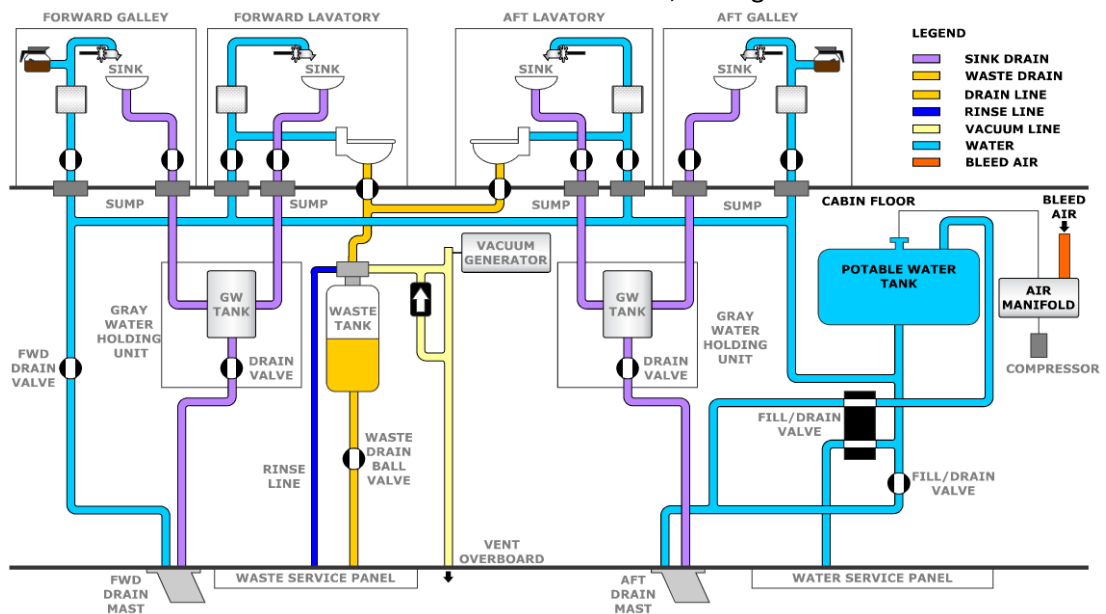 FORWARD GALLEY
FORWARD LAVATORY
AFT LAVATORY
AFT GALLEY
LEGEND
SINK DRAIN
WASTE DRAIN
DRAIN LINE
RINSE LINE
VACUUM LINE
WATER
BLEED AIR
SINK
SINK
SINK
SINK
SUMP
SUMP
SUMP
SUMP
CABIN FLOOR
BLEED
AIR
VACUUM
GENERATOR
POTABLE WATER
TANK
AIR
MANIFOLD
COMPRESSOR
GW
TANK
GRAY
WATER
HOLDING
UNIT
WASTE
TANK
GW
TANK
GRAY
WATER
HOLDING
UNIT
FWD
DRAIN
VALVE
DRAIN
VALVE
DRAIN
VALVE
FILL/DRAIN
VALVE
WASTE
DRAIN
BALL
VALVE
RINSE
LINE
FILL/DRAIN
VALVE
VENT
OVERBOARD
FWD
DRAIN
MAST
WASTE SERVICE PANEL
AFT
DRAIN
MAST
WATER SERVICE PANEL